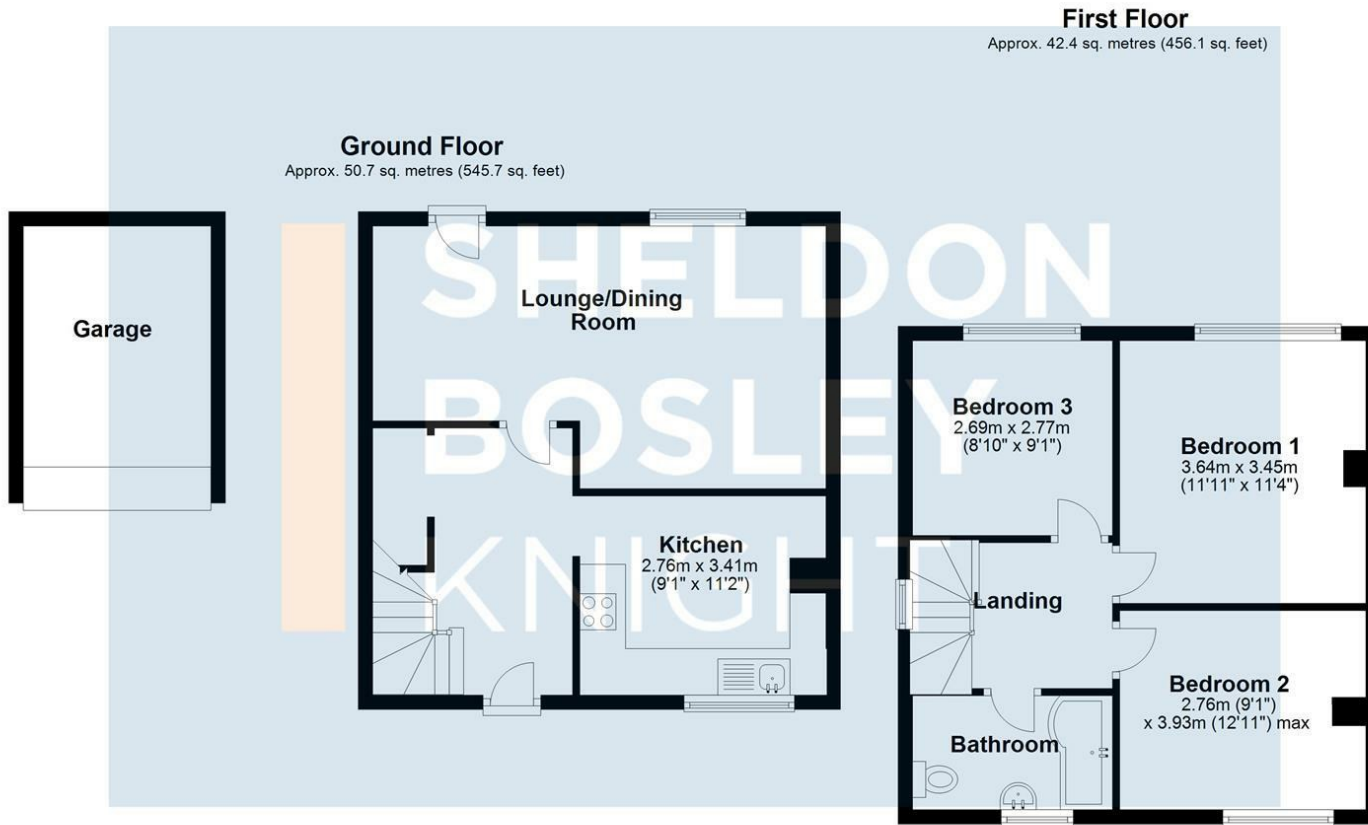 First Floor
Approx. 42.4 sq. metres (456.1 sq. feet)
Ground Floor
Approx. 50.7 sq. metres (545.7 sq. feet)
SHELDON
BOSLEY
KNIGHT
Garage
Lounge/Dining
Room
Kitchen
2.76m x 3.41m
(9'1" x 11'2")
Bedroom 3
2.69m x 2.77m
(8'10" x 9'1")
Bedroom 1
3.64m x 3.45m
(11'11" x 11'4")
Landing
Bedroom 2
2.76m (9'1")
x 3.93m (12'11") max
Bathroom